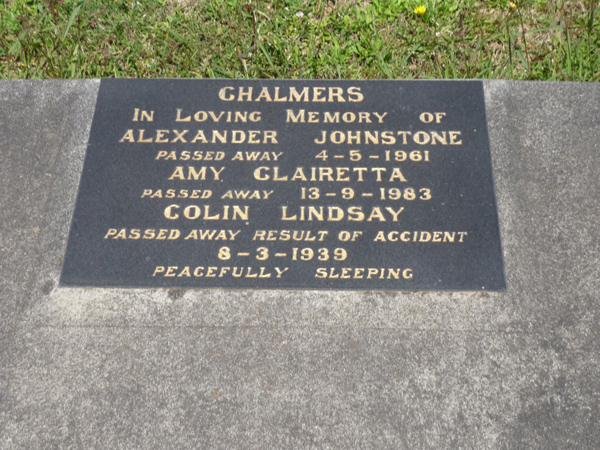 CHALMERS
IN LOVING MEMORY OF
ALEXANDER JOHNSTONE
PASSED AWAY 4-5-1961
AMY CLAIRETTA
PASSED AWAY 13-9-1983
COLIN LINDSAY
PASSED AWAY RESULT OF ACCIDENT
8-3-1939
PEACEFULLY SLEEPING